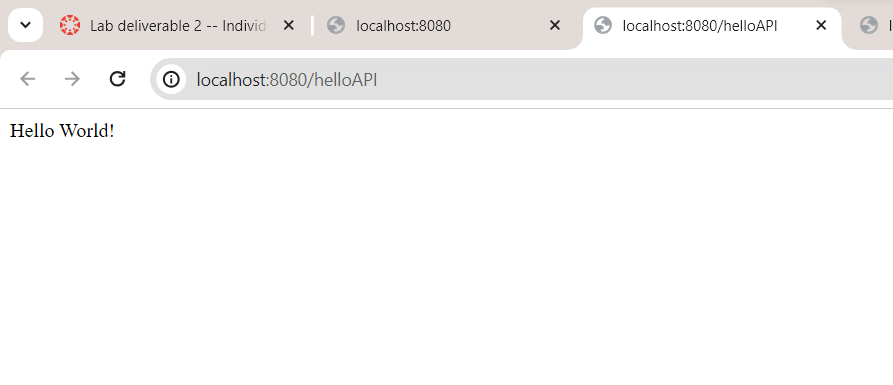 Lab deliverable 2 -- Individ
localhost:8080
localhost:8080/helloAPI
localhost:8080/helloAPI
Hello World!